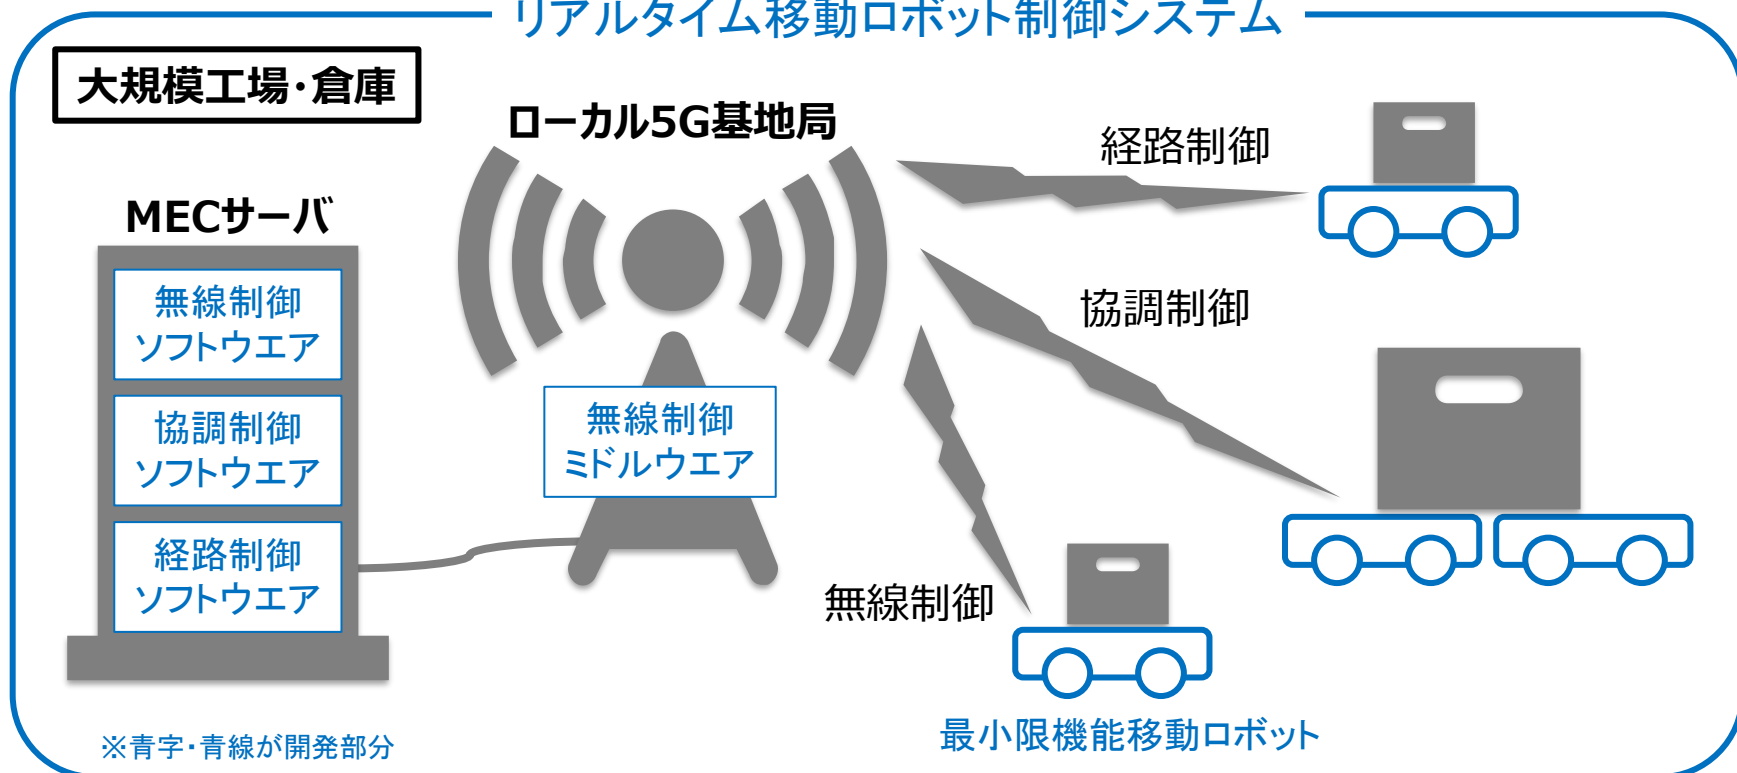 リアルタイム移動ロボット制御システム
大規模工場・倉庫
ローカル5G基地局
経路制御
MECサーバ
無線制御
ソフトウエア
協調制御
協調制御
ソフトウエア
無線制御
ミドルウエア
経路制御
ソフトウエア
無線制御
最小限機能移動ロボット
※青字・青線が開発部分